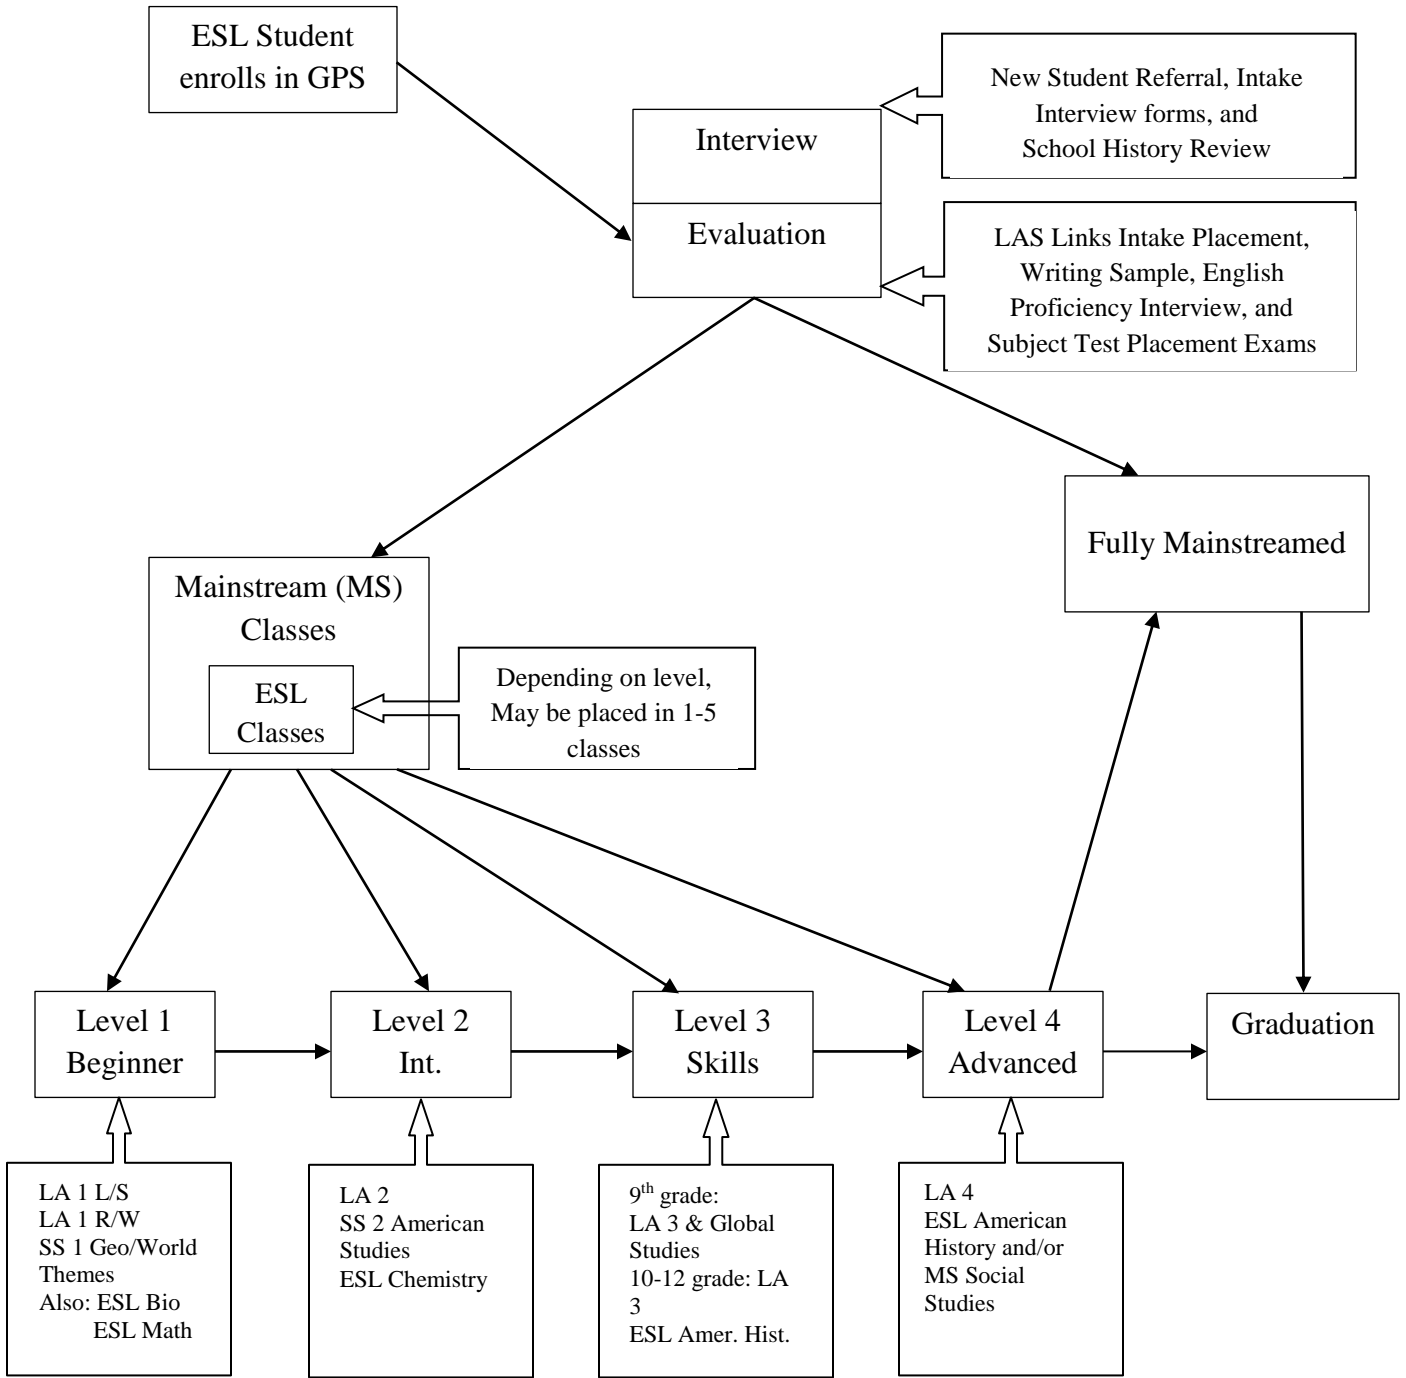 ESL Student
enrolls in GPS
New Student Referral, Intake
Interview forms, and
School History Review
Interview
Evaluation
LAS Links Intake Placement,
Writing Sample, English
Proficiency Interview, and
Subject Test Placement Exams
Fully Mainstreamed
Mainstream (MS)
Classes
ESL
Classes
Depending on level,
May be placed in 1-5
classes
Level 1
Beginner
Level 2
Int.
Level 3
Skills
Level 4
Advanced
Graduation
LA 1 L/S
LA 1 R/W
SS 1 Geo/World
Themes
Also: ESL Bio
ESL Math
LA 2
SS 2 American
Studies
ESL Chemistry
9th grade:
LA 3 & Global
Studies
10-12 grade: LA
3
ESL Amer. Hist.
LA 4
ESL American
History and/or
MS Social
Studies